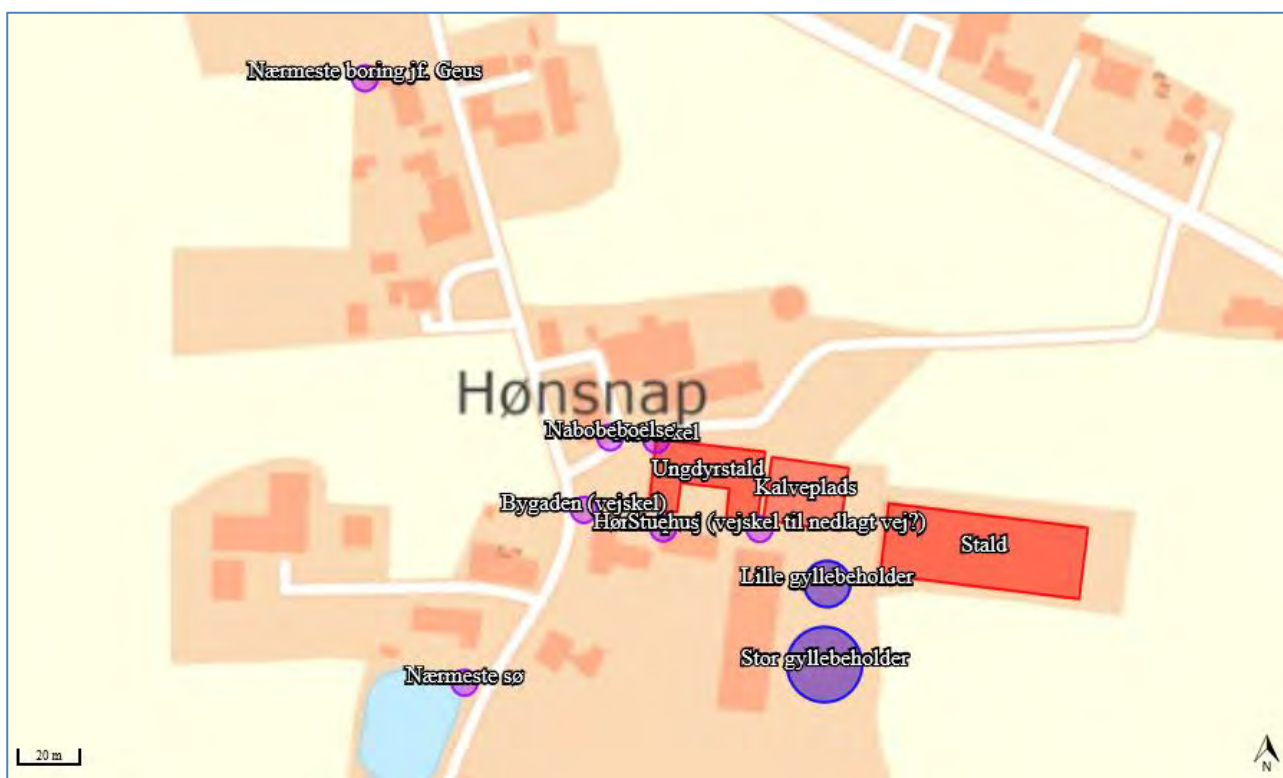 Nærmeste boring jf. Geus
Hønsnap
Nabobeboelse
Ungdyrstald
Kalveplads
Bygaden (vejskel)
Stuehus
(vejskel til nedlagt vej?)
Stald
Lille gyllebeholder
Stor gyllebeholder
Nærmeste sø
20 m
N